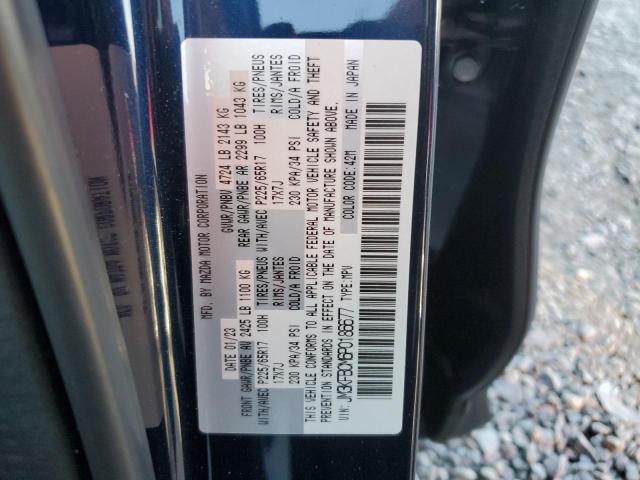 MFD. BY MAZDA MOTOR CORPORATION
DATE 01/23 GVWR/PNBV 4724 LB 2143 KG
FRONT GAWR/PNBE AV 2425 LB 1100 KG REAR GAWR/PNBE AR 2299 LB 1043 KG
WITH/AVEC P225/65R17 100H TIRES/PNEUS WITH/AVEC P225/65R17 100H TIRES/PNEUS
17X7J RIMS/JANTES 17X7J RIMS/JANTES
230 KPA/34 PSI COLD/A FROID 230 KPA/34 PSI COLD/A FROID
THIS VEHICLE CONFORMS TO ALL APPLICABLE FEDERAL MOTOR VEHICLE SAFETY AND THEFT
PREVENTION STANDARDS IN EFFECT ON THE DATE OF MANUFACTURE SHOWN ABOVE.
VIN: JM3KFBCM6P0186677 TYPE:MPV COLOR CODE:42M MADE IN JAPAN